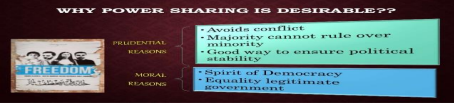 WHY POWER SHARING IS DESIRABLE??
PRUDENTIAL
REASONS
• Avoids conflict
• Majority cannot rule over
minority
• Good way to ensure political
stability
FREEDOM
MORAL
REASONS
• Spirit of Democracy
• Equality legitimate
government